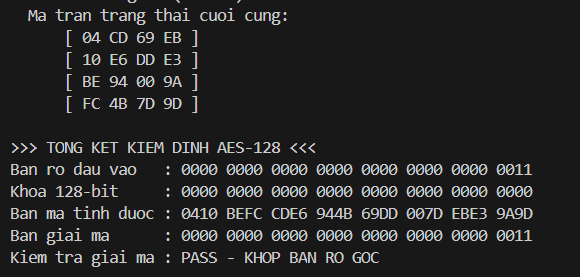 Ma tran trang thai cuoi cung:
[ 04 CD 69 EB ]
[ 10 E6 DD E3 ]
[ BE 94 00 9A ]
[ FC 4B 7D 9D ]
>>> TONG KET KIEM DINH AES-128 <<<
Ban ro dau vao : 0000 0000 0000 0000 0000 0000 0000 0011
Khoa 128-bit : 0000 0000 0000 0000 0000 0000 0000 0000
Ban ma tinh duoc : 0410 BEFC CDE6 944B 69DD 007D EBE3 9A9D
Ban giai ma : 0000 0000 0000 0000 0000 0000 0000 0011
Kiem tra giai ma : PASS - KHOP BAN RO GOC